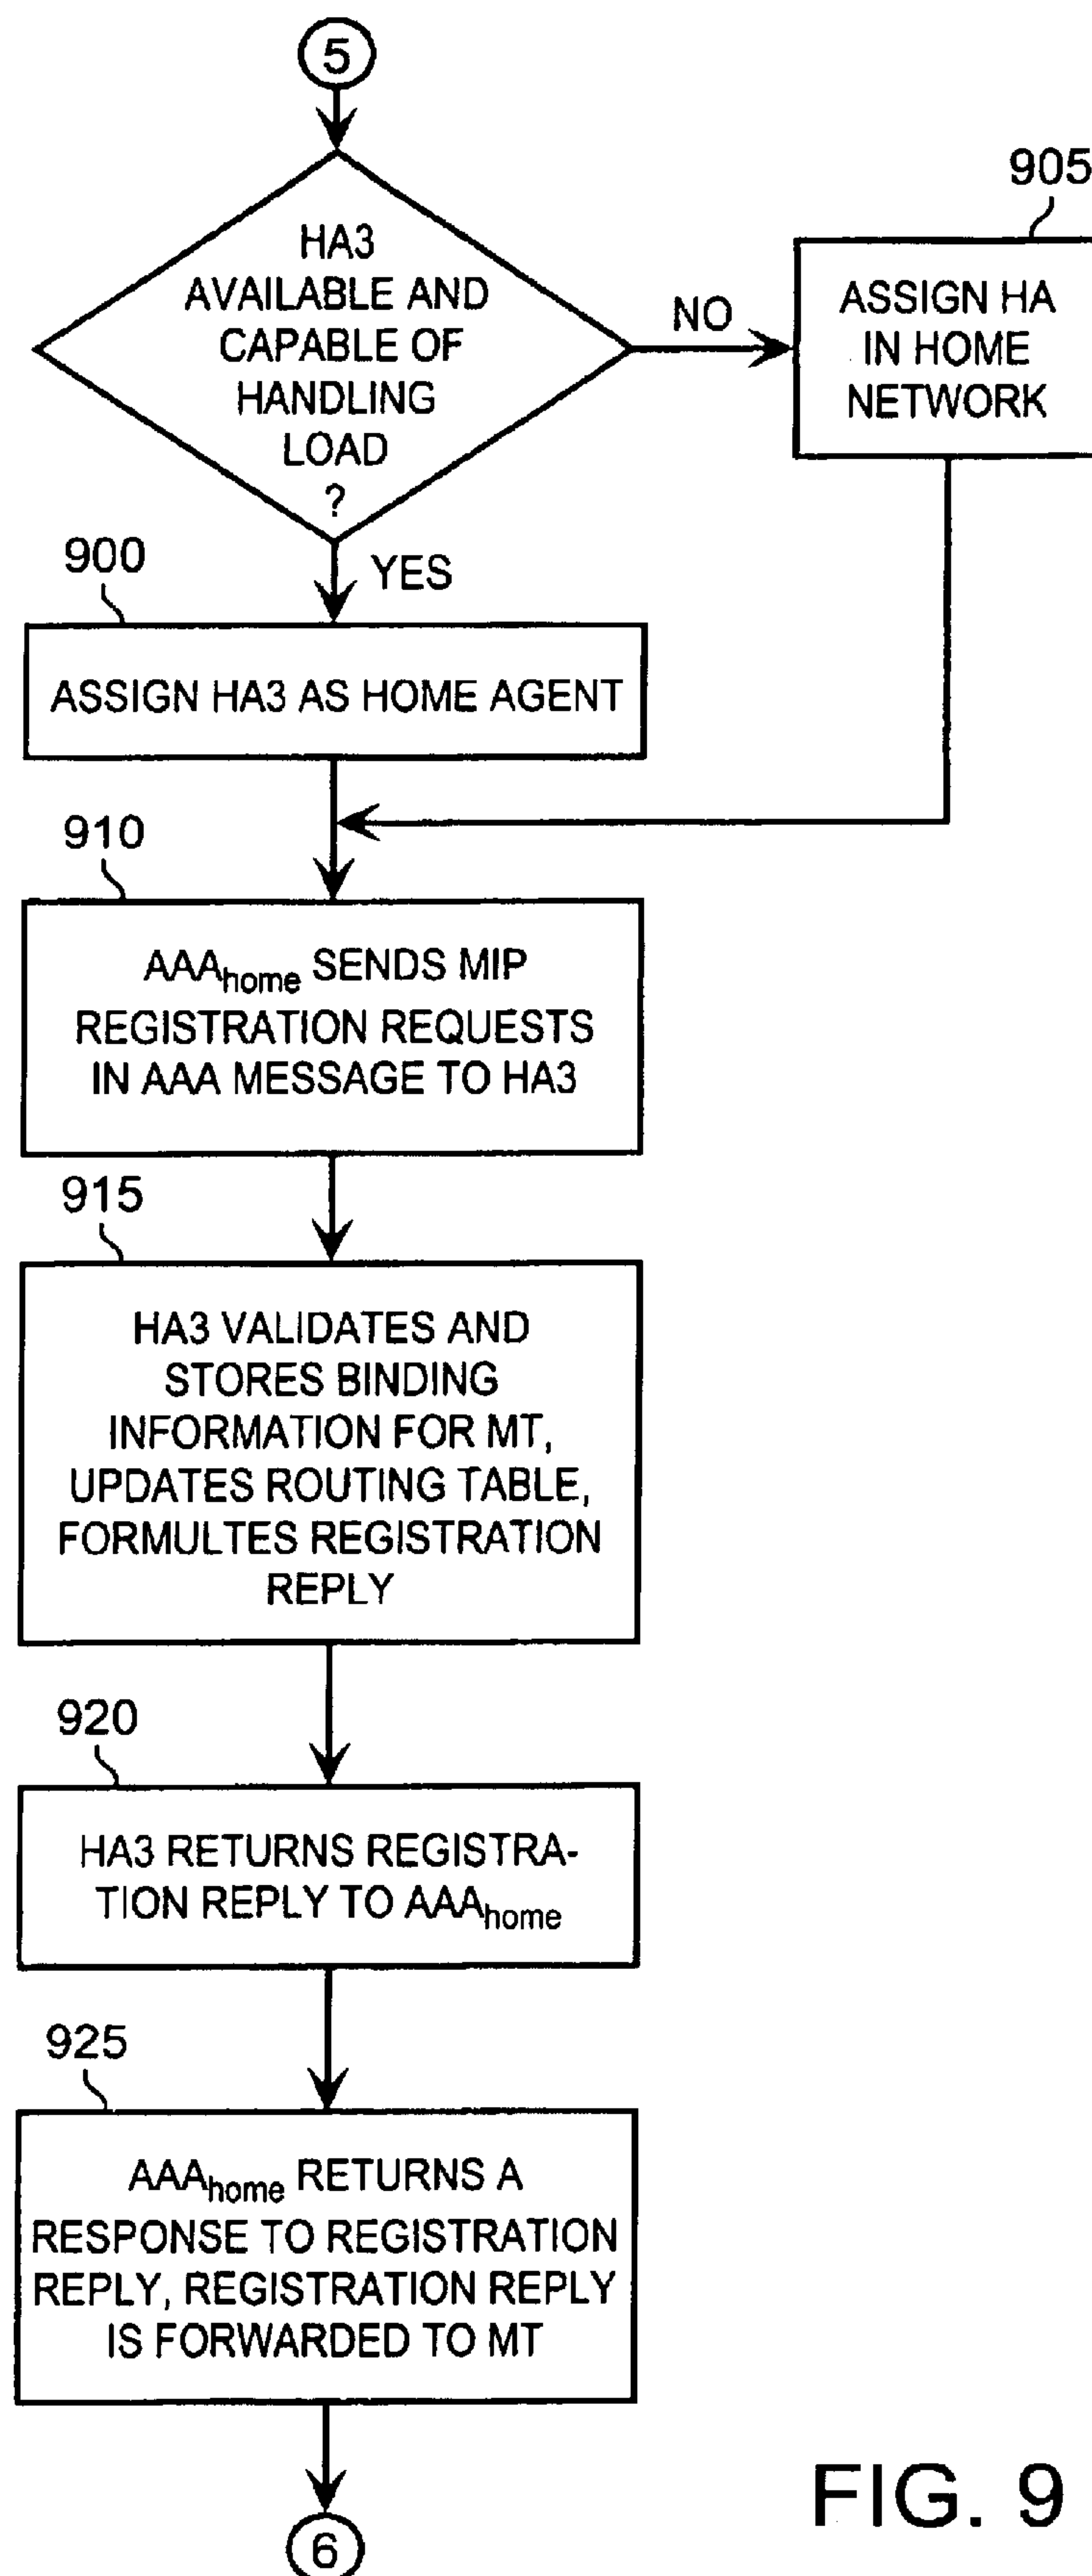 5
HA3
AVAILABLE AND
CAPABLE OF
HANDLING
LOAD
?
NO
905
ASSIGN HA
IN HOME
NETWORK
YES
900
ASSIGN HA3 AS HOME AGENT
910
AAAhome SENDS MIP
REGISTRATION REQUESTS
IN AAA MESSAGE TO HA3
915
HA3 VALIDATES AND
STORES BINDING
INFORMATION FOR MT,
UPDATES ROUTING TABLE,
FORMULTES REGISTRATION
REPLY
920
HA3 RETURNS REGISTRA-
TION REPLY TO AAAhome
925
AAAhome RETURNS A
RESPONSE TO REGISTRATION
REPLY, REGISTRATION REPLY
IS FORWARDED TO MT
6
FIG. 9